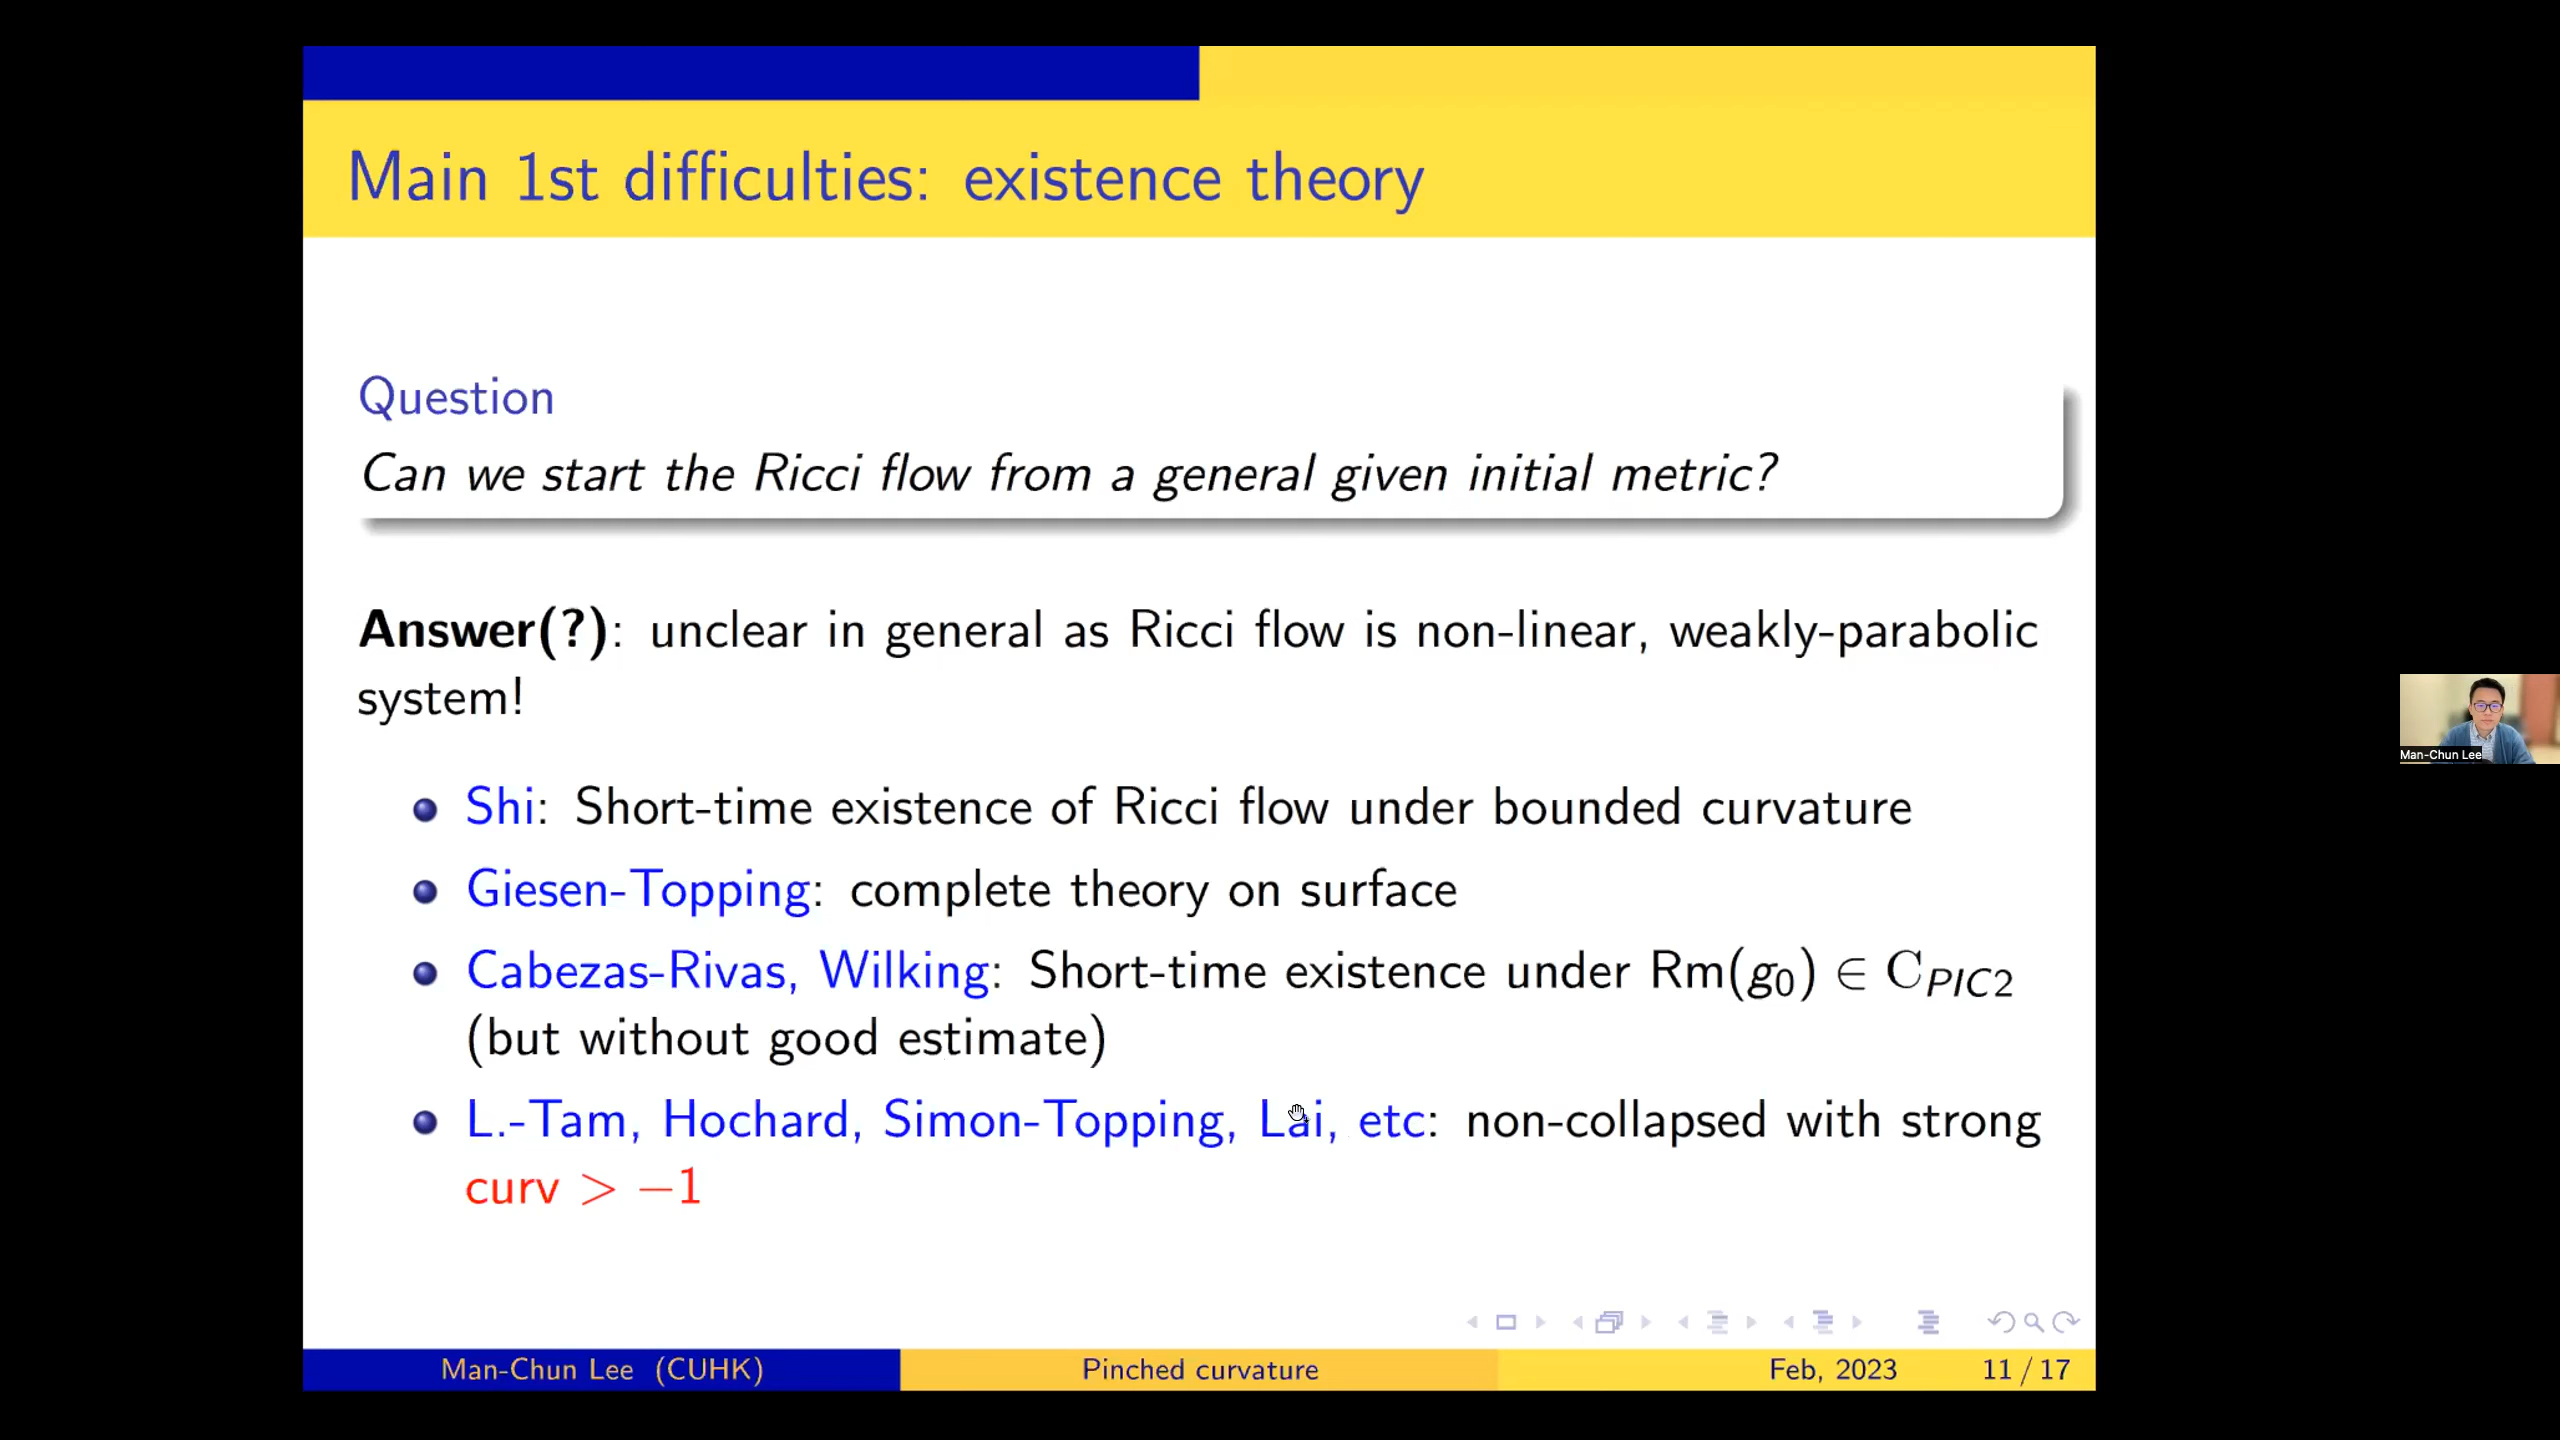 Main 1st difficulties: existence theory
Question
Can we start the Ricci flow from a general given initial metric?
Answer(?): unclear in general as Ricci flow is non-linear, weakly-parabolic
system!
Shi: Short-time existence of Ricci flow under bounded curvature
Giesen-Topping: complete theory on surface
Cabezas-Rivas, Wilking: Short-time existence under Rm(g₀) ∈ C_PIC2
(but without good estimate)
L.-Tam, Hochard, Simon-Topping, Lai, etc: non-collapsed with strong
curv > −1
Man-Chun Lee
Man-Chun Lee (CUHK) Pinched curvature Feb, 2023 11 / 17